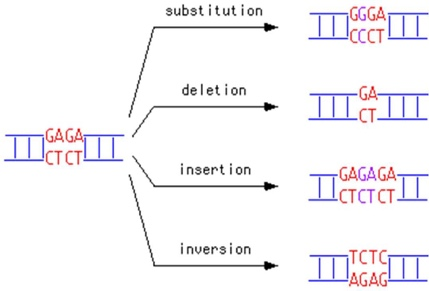 substitution
GGGA
CCCT
deletion
GA
CT
GAGA
CTCT
insertion
GAGAGA
CTCTCT
inversion
TCTC
AGAG